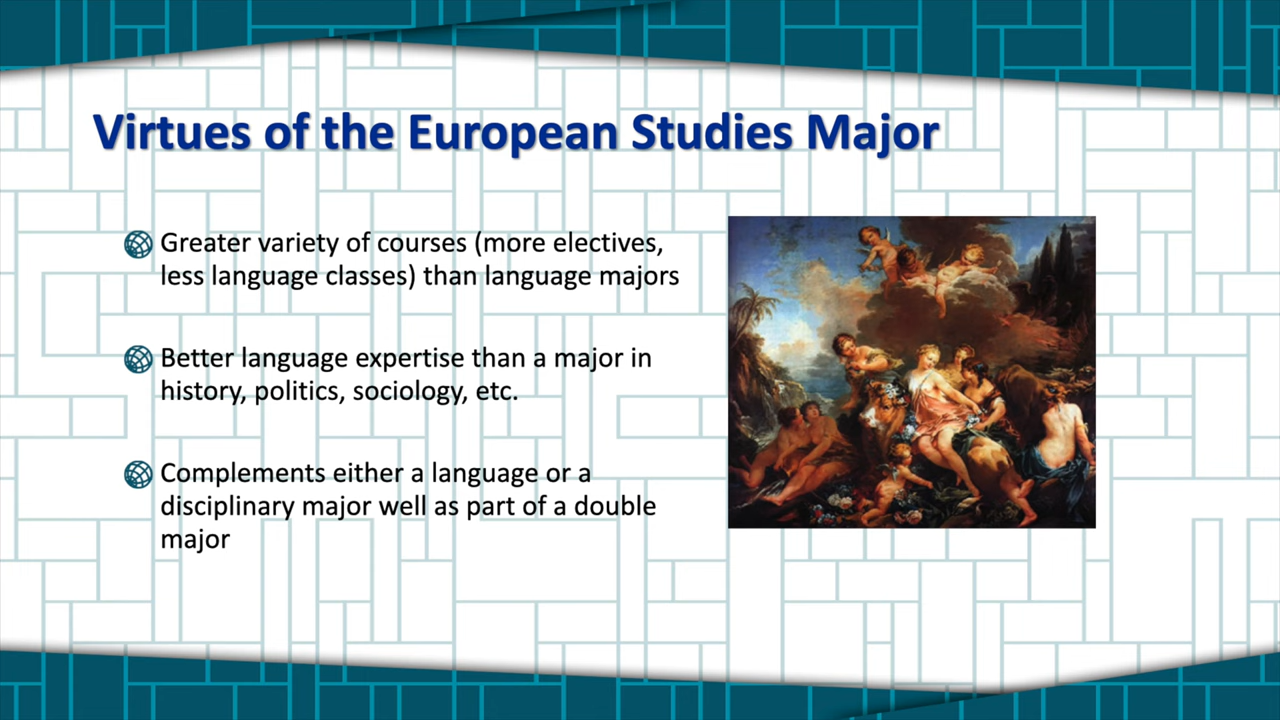 Virtues of the European Studies Major
Greater variety of courses (more electives,
less language classes) than language majors
Better language expertise than a major in
history, politics, sociology, etc.
Complements either a language or a
disciplinary major well as part of a double
major